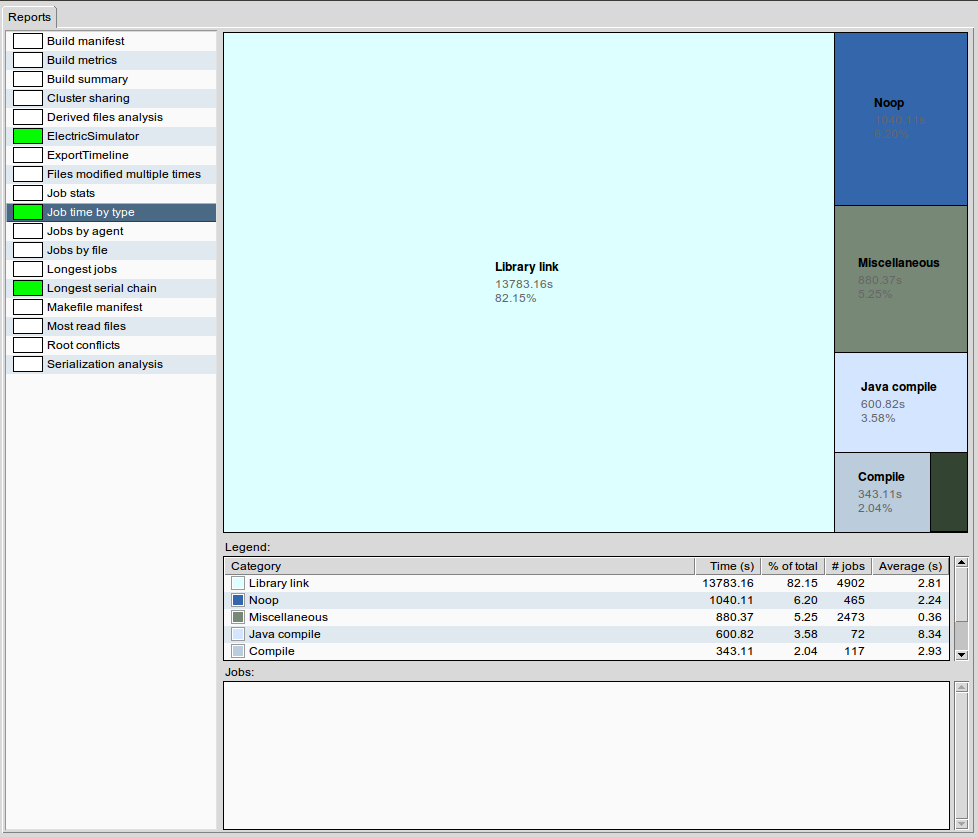 Reports
Build manifest
Build metrics
Build summary
Cluster sharing
Derived files analysis
ElectricSimulator
ExportTimeline
Files modified multiple times
Job stats
Job time by type
Jobs by agent
Jobs by file
Longest jobs
Longest serial chain
Makefile manifest
Most read files
Root conflicts
Serialization analysis
Library link
13783.16s
82.15%
Noop
1040.11s
6.20%
Miscellaneous
880.37s
5.25%
Java compile
600.82s
3.58%
Compile
343.11s
2.04%
Legend:
Category Time (s) % of total # jobs Average (s)
Library link 13783.16 82.15 4902 2.81
Noop 1040.11 6.20 465 2.24
Miscellaneous 880.37 5.25 2473 0.36
Java compile 600.82 3.58 72 8.34
Compile 343.11 2.04 117 2.93
Jobs: